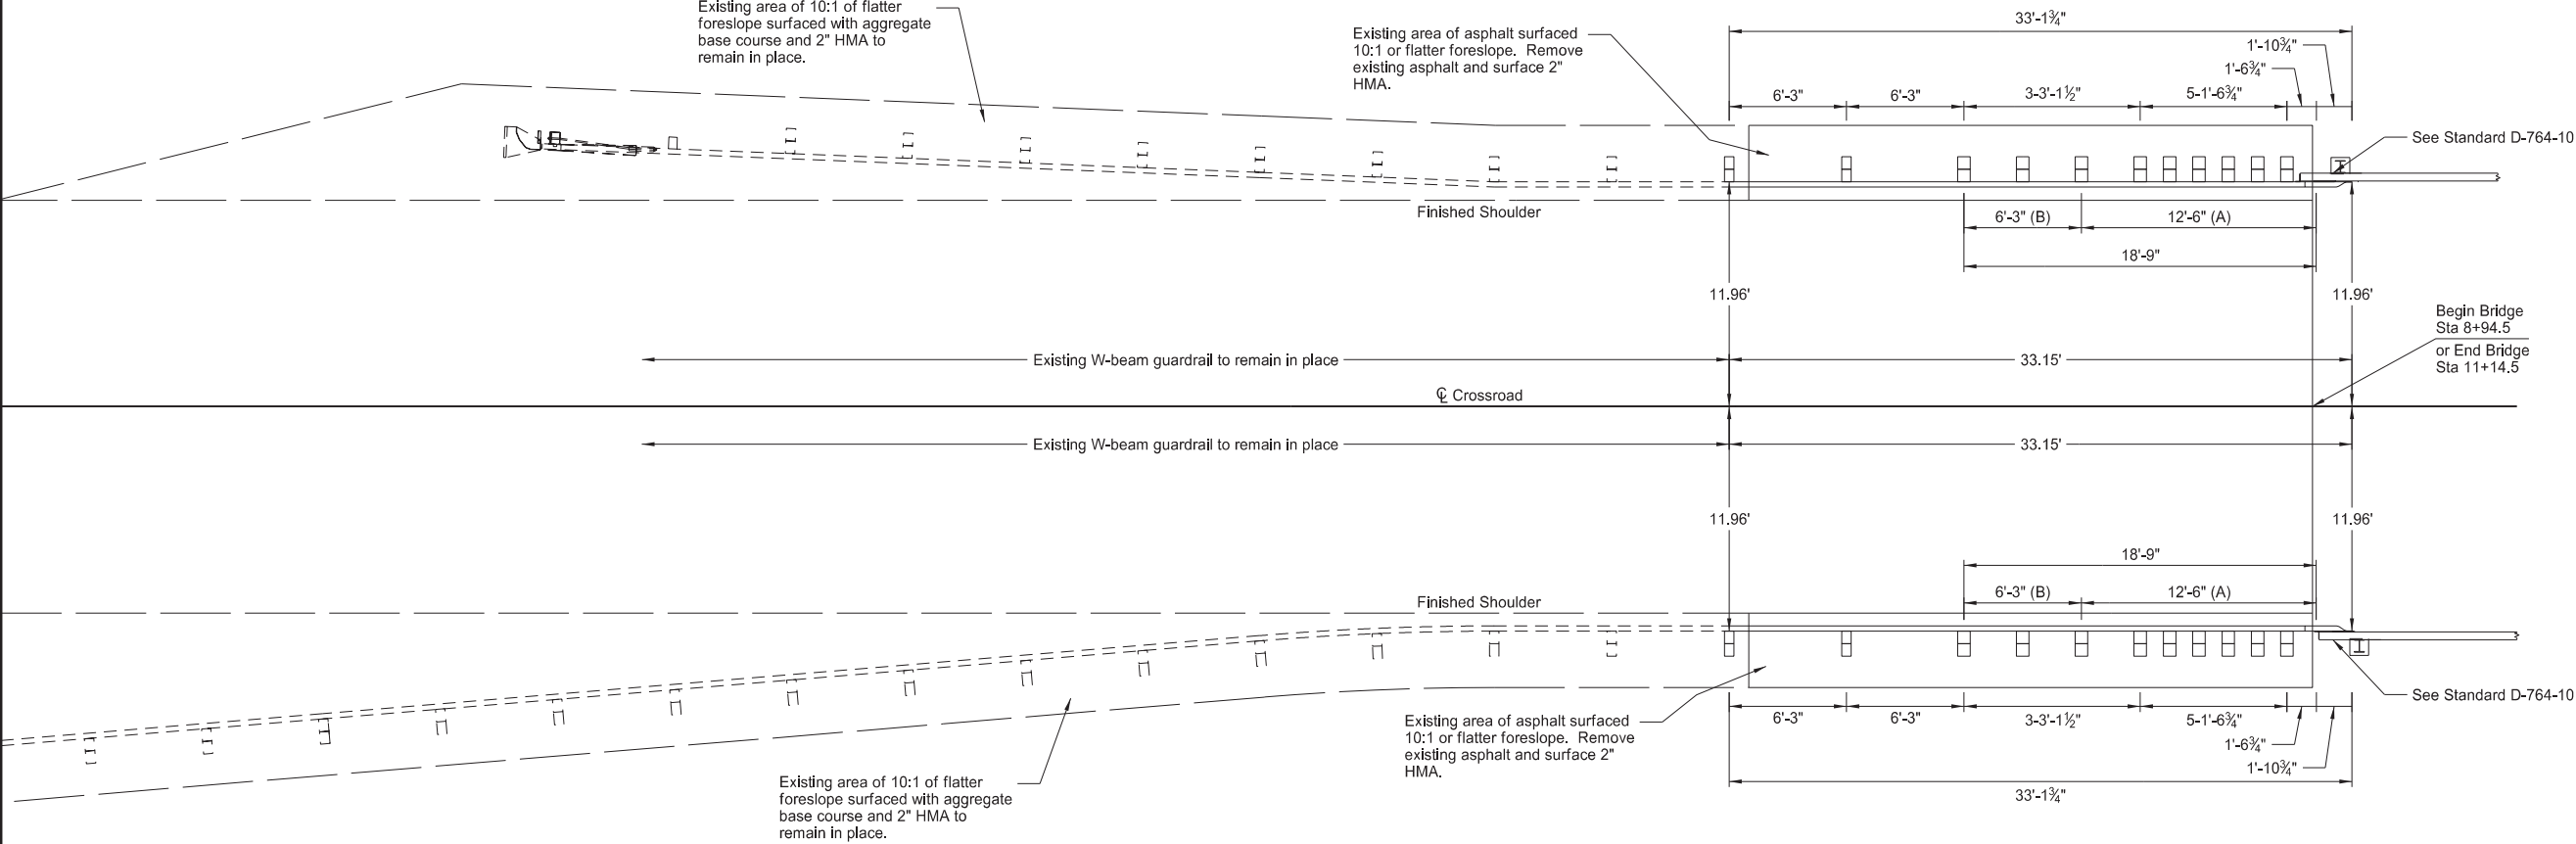 Existing area of 10:1 of flatter
foreslope surfaced with aggregate
base course and 2" HMA to
remain in place.
Existing area of asphalt surfaced
10:1 or flatter foreslope.  Remove
existing asphalt and surface 2"
HMA.
33'-1¾"
1'-10¾"
1'-6¾"
6'-3"
6'-3"
3-3'-1½"
5-1'-6¾"
See Standard D-764-10
Finished Shoulder
6'-3" (B)
12'-6" (A)
18'-9"
11.96'
11.96'
Begin Bridge
Sta 8+94.5
or End Bridge
Sta 11+14.5
Existing W-beam guardrail to remain in place
33.15'
℄ Crossroad
Existing W-beam guardrail to remain in place
33.15'
11.96'
11.96'
18'-9"
6'-3" (B)
12'-6" (A)
Finished Shoulder
See Standard D-764-10
Existing area of asphalt surfaced
10:1 or flatter foreslope.  Remove
existing asphalt and surface 2"
HMA.
6'-3"
6'-3"
3-3'-1½"
5-1'-6¾"
1'-6¾"
1'-10¾"
33'-1¾"
Existing area of 10:1 of flatter
foreslope surfaced with aggregate
base course and 2" HMA to
remain in place.